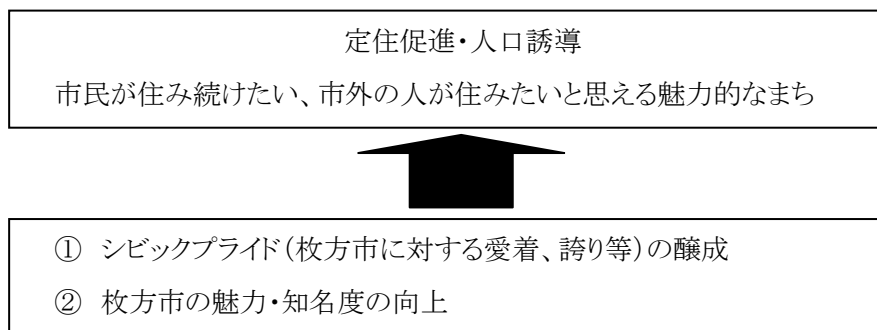 定住促進・人口誘導
市民が住み続けたい、市外の人が住みたいと思える魅力的なまち
① シビックプライド（枚方市に対する愛着、誇り等）の醸成
② 枚方市の魅力・知名度の向上